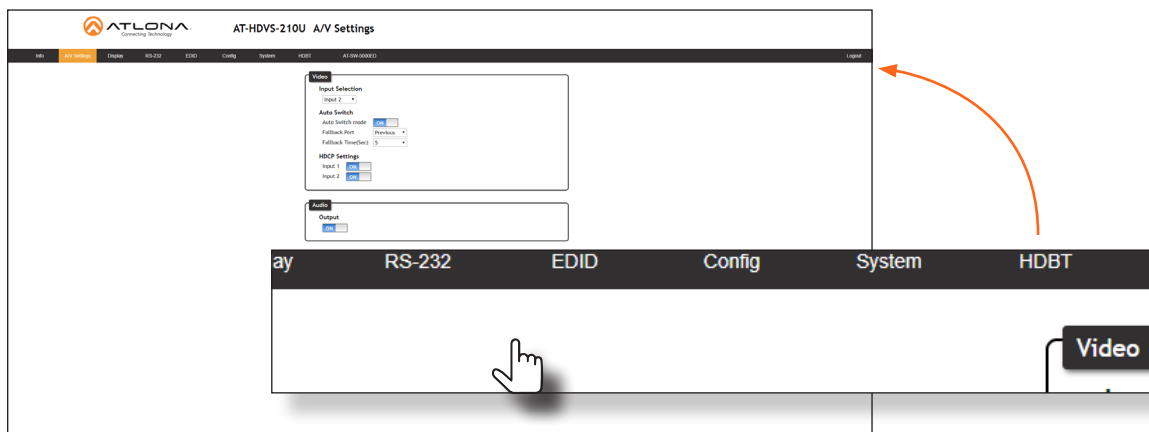 ATLONA
Connecting Technology
AT-HDVS-210U A/V Settings
Info A/V Settings Display RS-232 EDID Config System HDBT AT-SW-5000ED Logout
Video
Input Selection
Input 2
Auto Switch
Auto Switch mode ON
Fallback Port Previous
Fallback Time(Sec) 5
HDCP Settings
Input 1 ON
Input 2 ON
Audio
Output
ON
ay RS-232 EDID Config System HDBT
Video